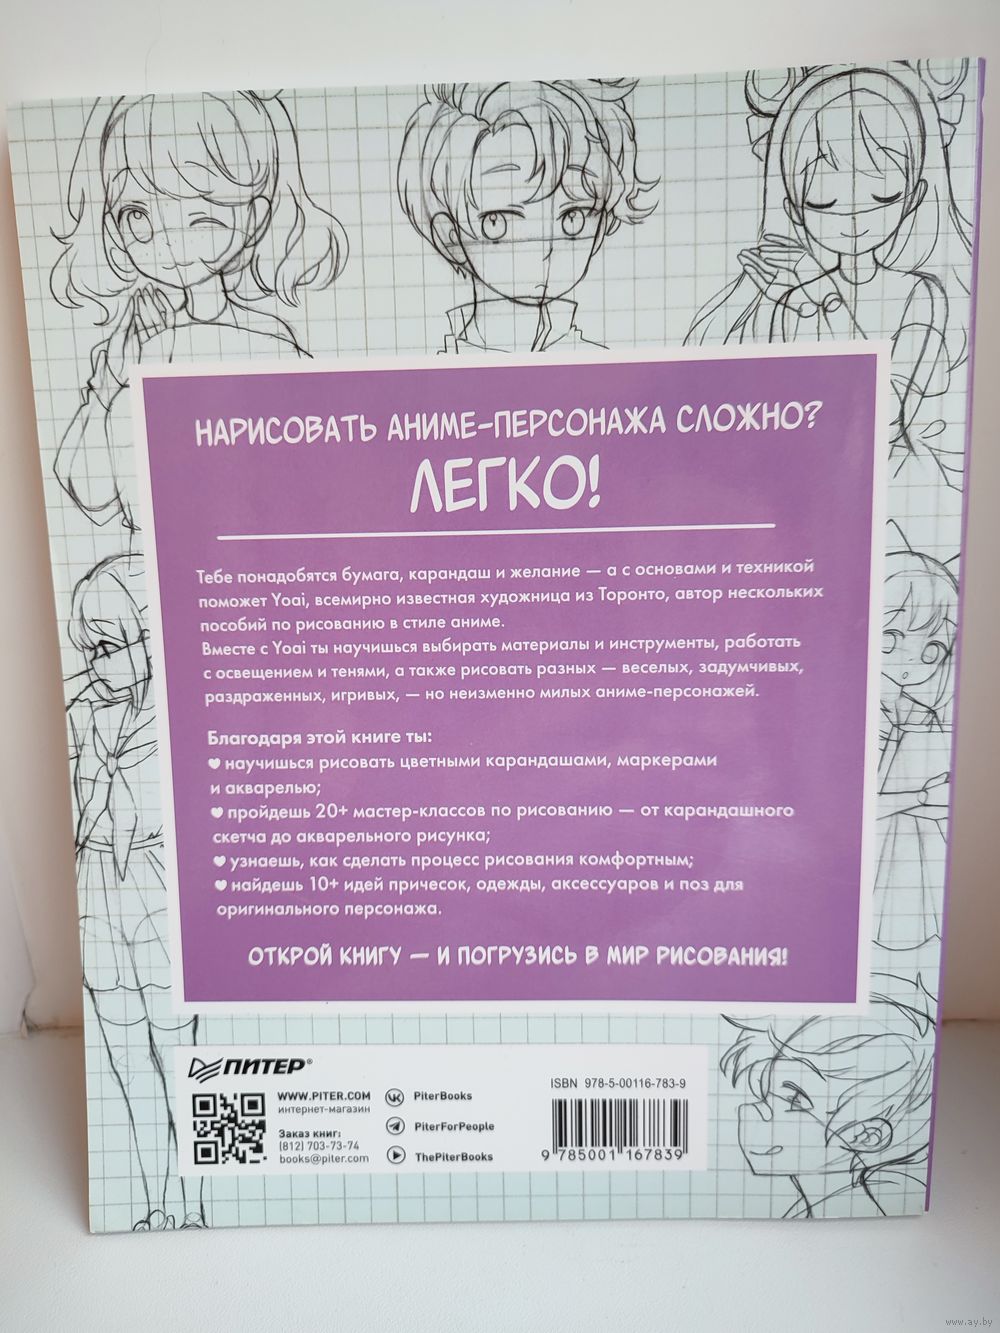 НАРИСОВАТЬ АНИМЕ-ПЕРСОНАЖА СЛОЖНО?
ЛЕГКО!
Тебе понадобятся бумага, карандаш и желание — а с основами и техникой
поможет Yoai, всемирно известная художница из Торонто, автор нескольких
пособий по рисованию в стиле аниме.
Вместе с Yoai ты научишься выбирать материалы и инструменты, работать
с освещением и тенями, а также рисовать разных — веселых, задумчивых,
раздраженных, игривых, — но неизменно милых аниме-персонажей.
Благодаря этой книге ты:
♥ научишься рисовать цветными карандашами, маркерами
и акварелью;
♥ пройдешь 20+ мастер-классов по рисованию — от карандашного
скетча до акварельного рисунка;
♥ узнаешь, как сделать процесс рисования комфортным;
♥ найдешь 10+ идей причесок, одежды, аксессуаров и поз для
оригинального персонажа.
ОТКРОЙ КНИГУ — И ПОГРУЗИСЬ В МИР РИСОВАНИЯ!
ПИТЕР®
WWW.PITER.COM
интернет-магазин
Заказ книг:
(812) 703-73-74
books@piter.com
PiterBooks
PiterForPeople
ThePiterBooks
ISBN 978-5-00116-783-9
9 785001 167839
www.ay.by